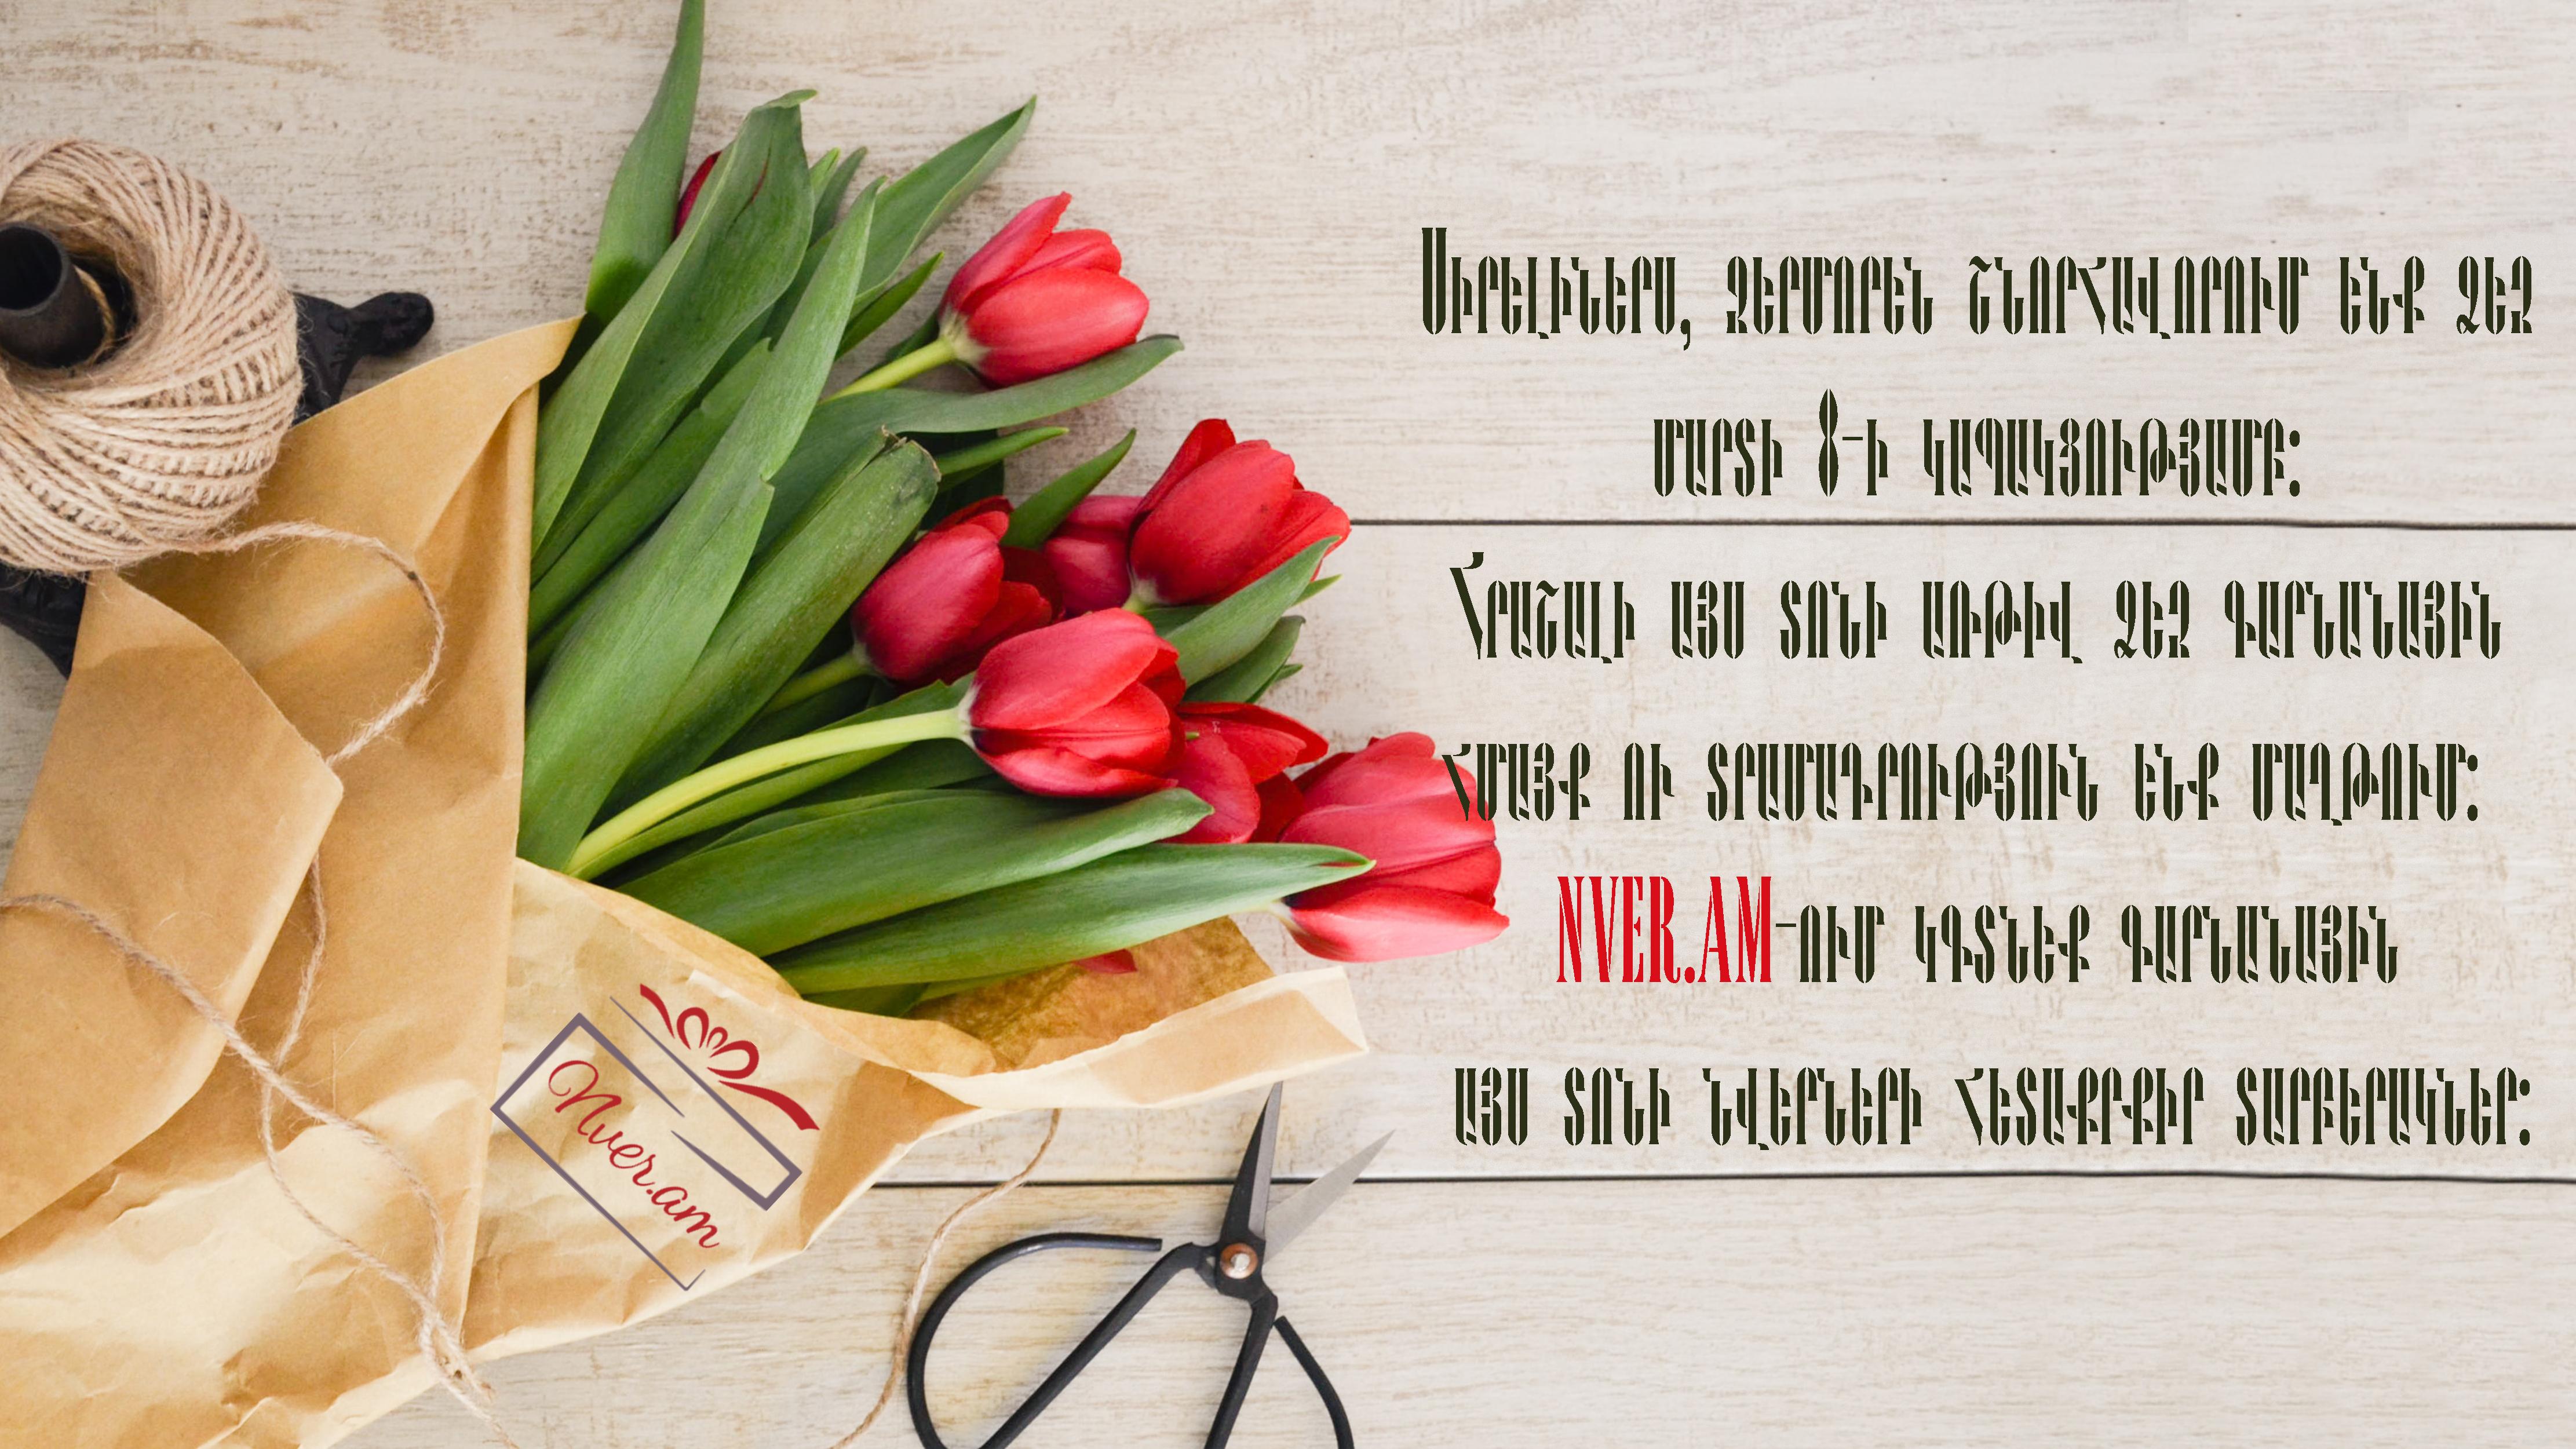 Սիրելիներս, ջերմորեն շնորհավորում ենք ձեզ
մարտի 8-ի կապակցությամբ:
Հրաշալի այս տոնի առթիվ ձեզ գարնանային
հմայք ու տրամադրություն ենք մաղթում:
NVER.AM-ում կգտնեք գարնանային
այս տոնի նվերների հետաքրքիր տարբերակներ:
Nver.am